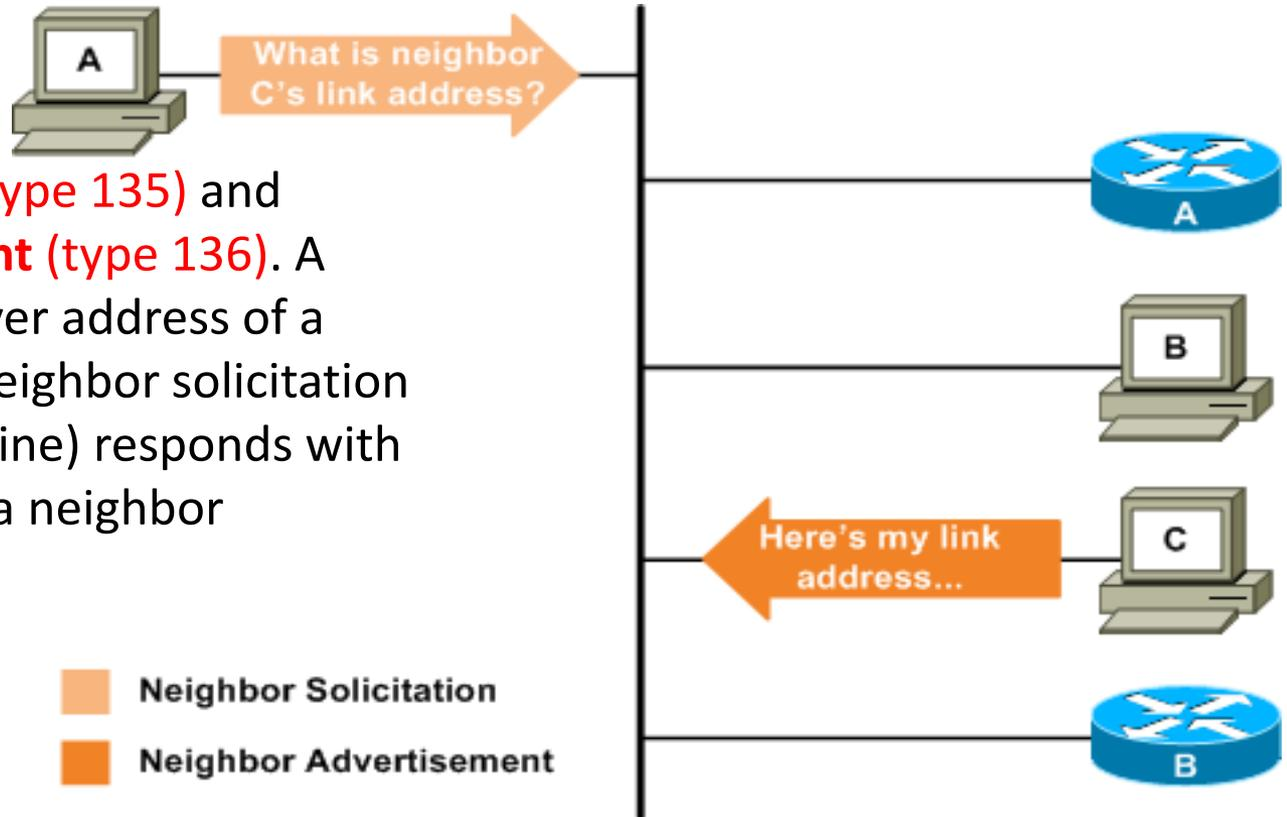 A
What is neighbor
C's link address?
ype 135) and
A
nt (type 136). A
ver address of a
B
eighbor solicitation
ine) responds with
a neighbor
Here's my link
address...
C
Neighbor Solicitation
Neighbor Advertisement
B